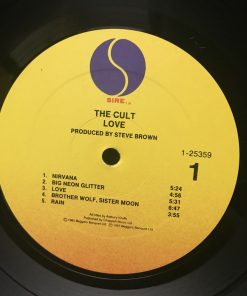 SIRE
THE CULT
LOVE
PRODUCED BY STEVE BROWN
1-25359
1
1. NIRVANA 5:24
2. BIG NEON GLITTER 4:56
3. LOVE 5:31
4. BROTHER WOLF, SISTER MOON 6:47
5. RAIN 3:55